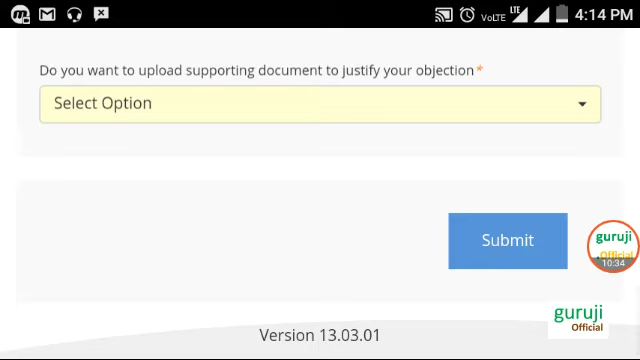 VoLTE LTE 4:14 PM
Do you want to upload supporting document to justify your objection*
Select Option
Submit
guruji
Official
10:34
guruji
Official
Version 13.03.01